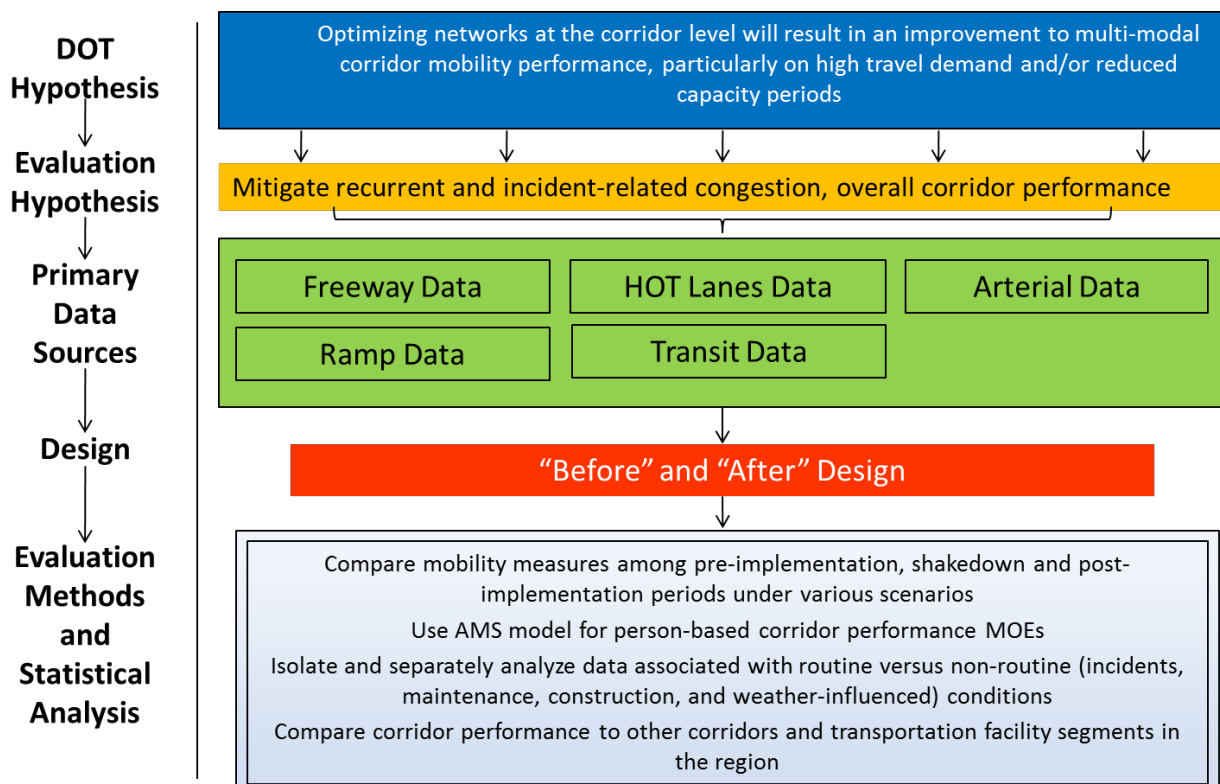 DOT
Hypothesis
Optimizing networks at the corridor level will result in an improvement to multi-modal
corridor mobility performance, particularly on high travel demand and/or reduced
capacity periods
Evaluation
Hypothesis
Mitigate recurrent and incident-related congestion, overall corridor performance
Primary
Data
Sources
Freeway Data
HOT Lanes Data
Arterial Data
Ramp Data
Transit Data
Design
“Before” and “After” Design
Evaluation
Methods
and
Statistical
Analysis
Compare mobility measures among pre-implementation, shakedown and post-
implementation periods under various scenarios
Use AMS model for person-based corridor performance MOEs
Isolate and separately analyze data associated with routine versus non-routine (incidents,
maintenance, construction, and weather-influenced) conditions
Compare corridor performance to other corridors and transportation facility segments in
the region